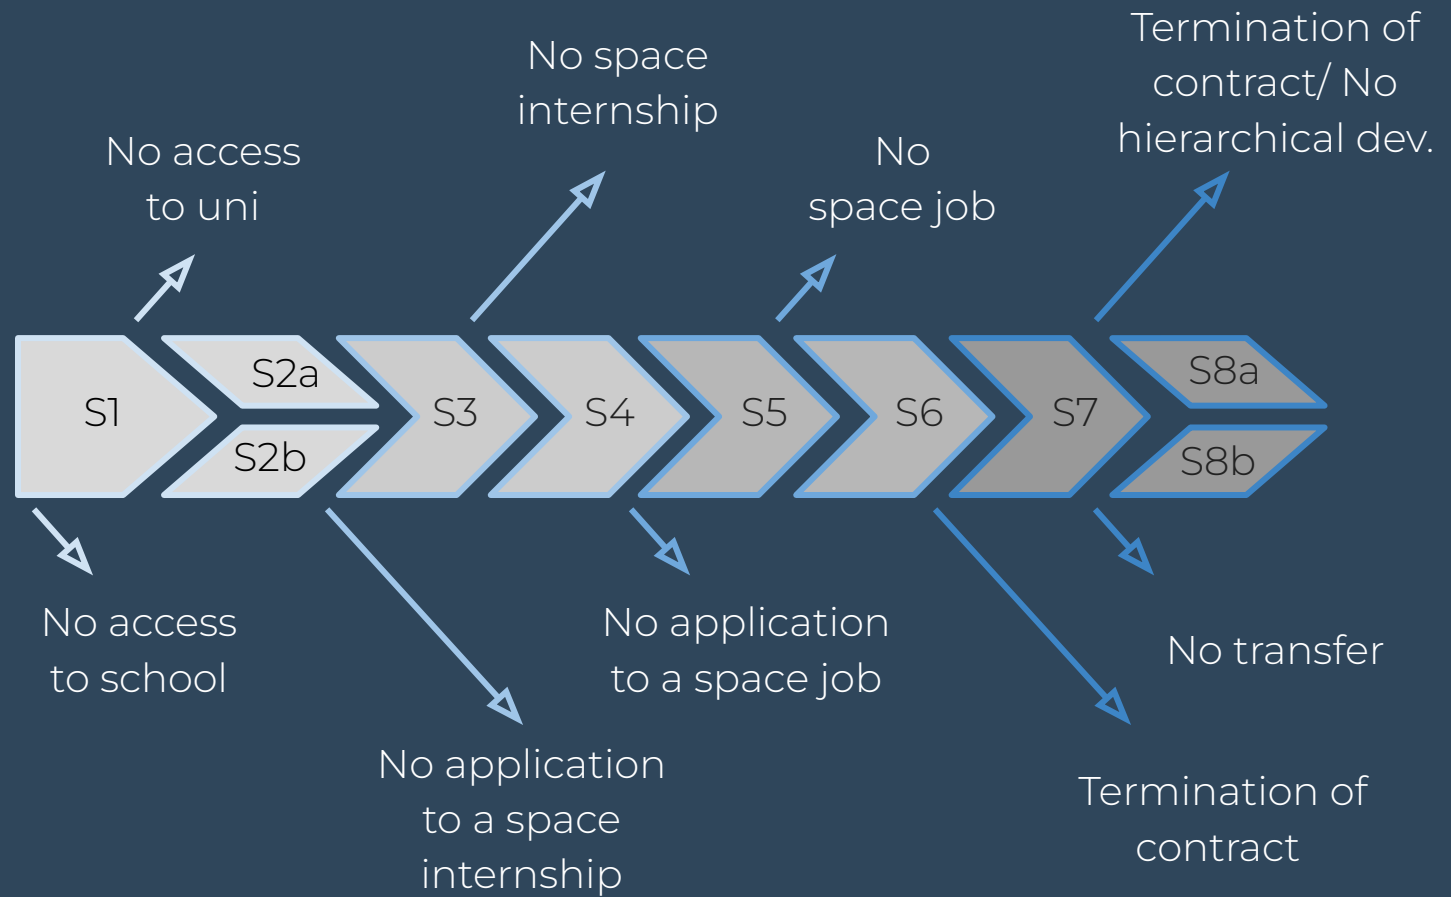 Termination of
contract/ No
hierarchical dev.
No space
internship
No access
to uni
No
space job
S1
S2a
S2b
S3
S4
S5
S6
S7
S8a
S8b
No access
to school
No application
to a space job
No transfer
No application
to a space
internship
Termination of
contract